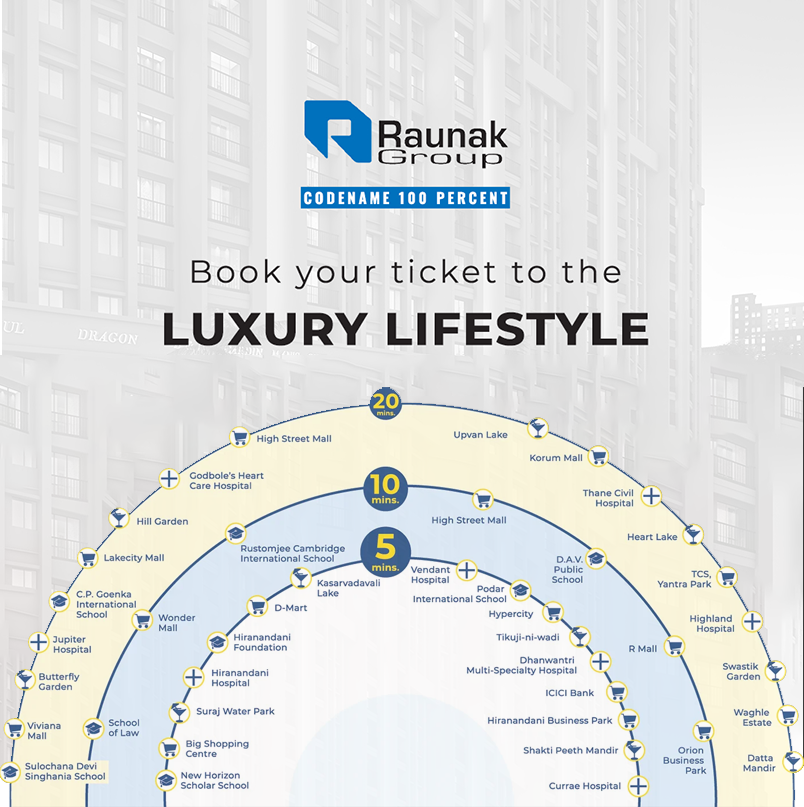 Raunak
Group
CODENAME 100 PERCENT
Book your ticket to the
LUXURY LIFESTYLE
DRAGON
20
mins.
High Street Mall
Upvan Lake
Korum Mall
Godbole's Heart
Care Hospital
Thane Civil
Hospital
Hill Garden
Heart Lake
Lakecity Mall
TCS,
Yantra Park
C.P. Goenka
International
School
Highland
Hospital
Jupiter
Hospital
Swastik
Garden
Butterfly
Garden
Waghle
Estate
Viviana
Mall
Datta
Mandir
Sulochana Devi
Singhania School
10
mins.
High Street Mall
Rustomjee Cambridge
International School
D.A.V.
Public
School
Wonder
Mall
R Mall
School
of Law
Orion
Business
Park
5
mins.
Vendant
Hospital
Kasarvadavali
Lake
Podar
International School
D-Mart
Hypercity
Hiranandani
Foundation
Tikuji-ni-wadi
Hiranandani
Hospital
Dhanwantri
Multi-Specialty Hospital
ICICI Bank
Suraj Water Park
Hiranandani Business Park
Big Shopping
Centre
Shakti Peeth Mandir
New Horizon
Scholar School
Currae Hospital